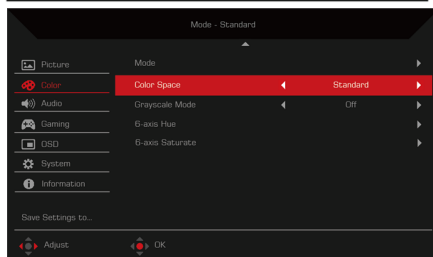 Mode - Standard
Picture
Mode
Color
Color Space
Standard
Audio
Grayscale Mode
Off
Gaming
6-axis Hue
OSD
6-axis Saturate
System
Information
Save Settings to...
Adjust
OK